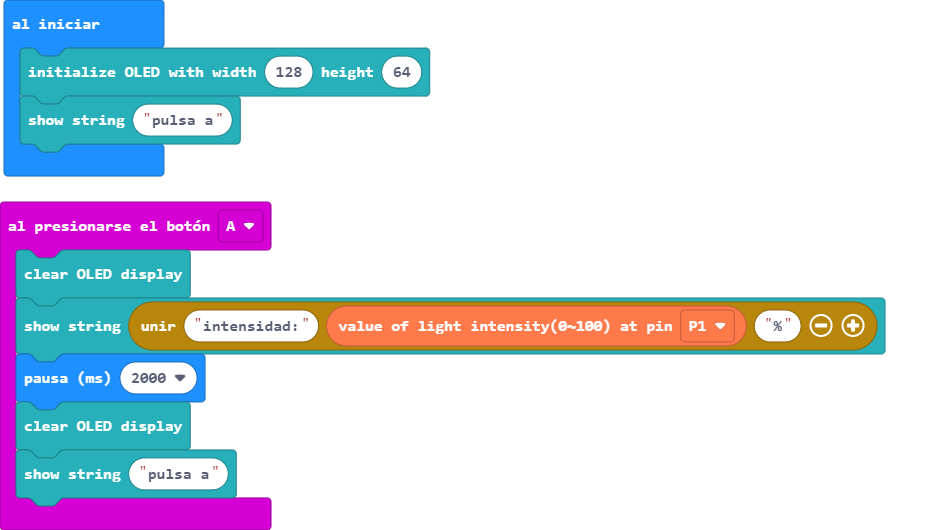 al iniciar
initialize OLED with width 128 height 64
show string "pulsa a"
al presionarse el botón A
clear OLED display
show string unir "intensidad:" value of light intensity(0~100) at pin P1 "%"
pausa (ms) 2000
clear OLED display
show string "pulsa a"